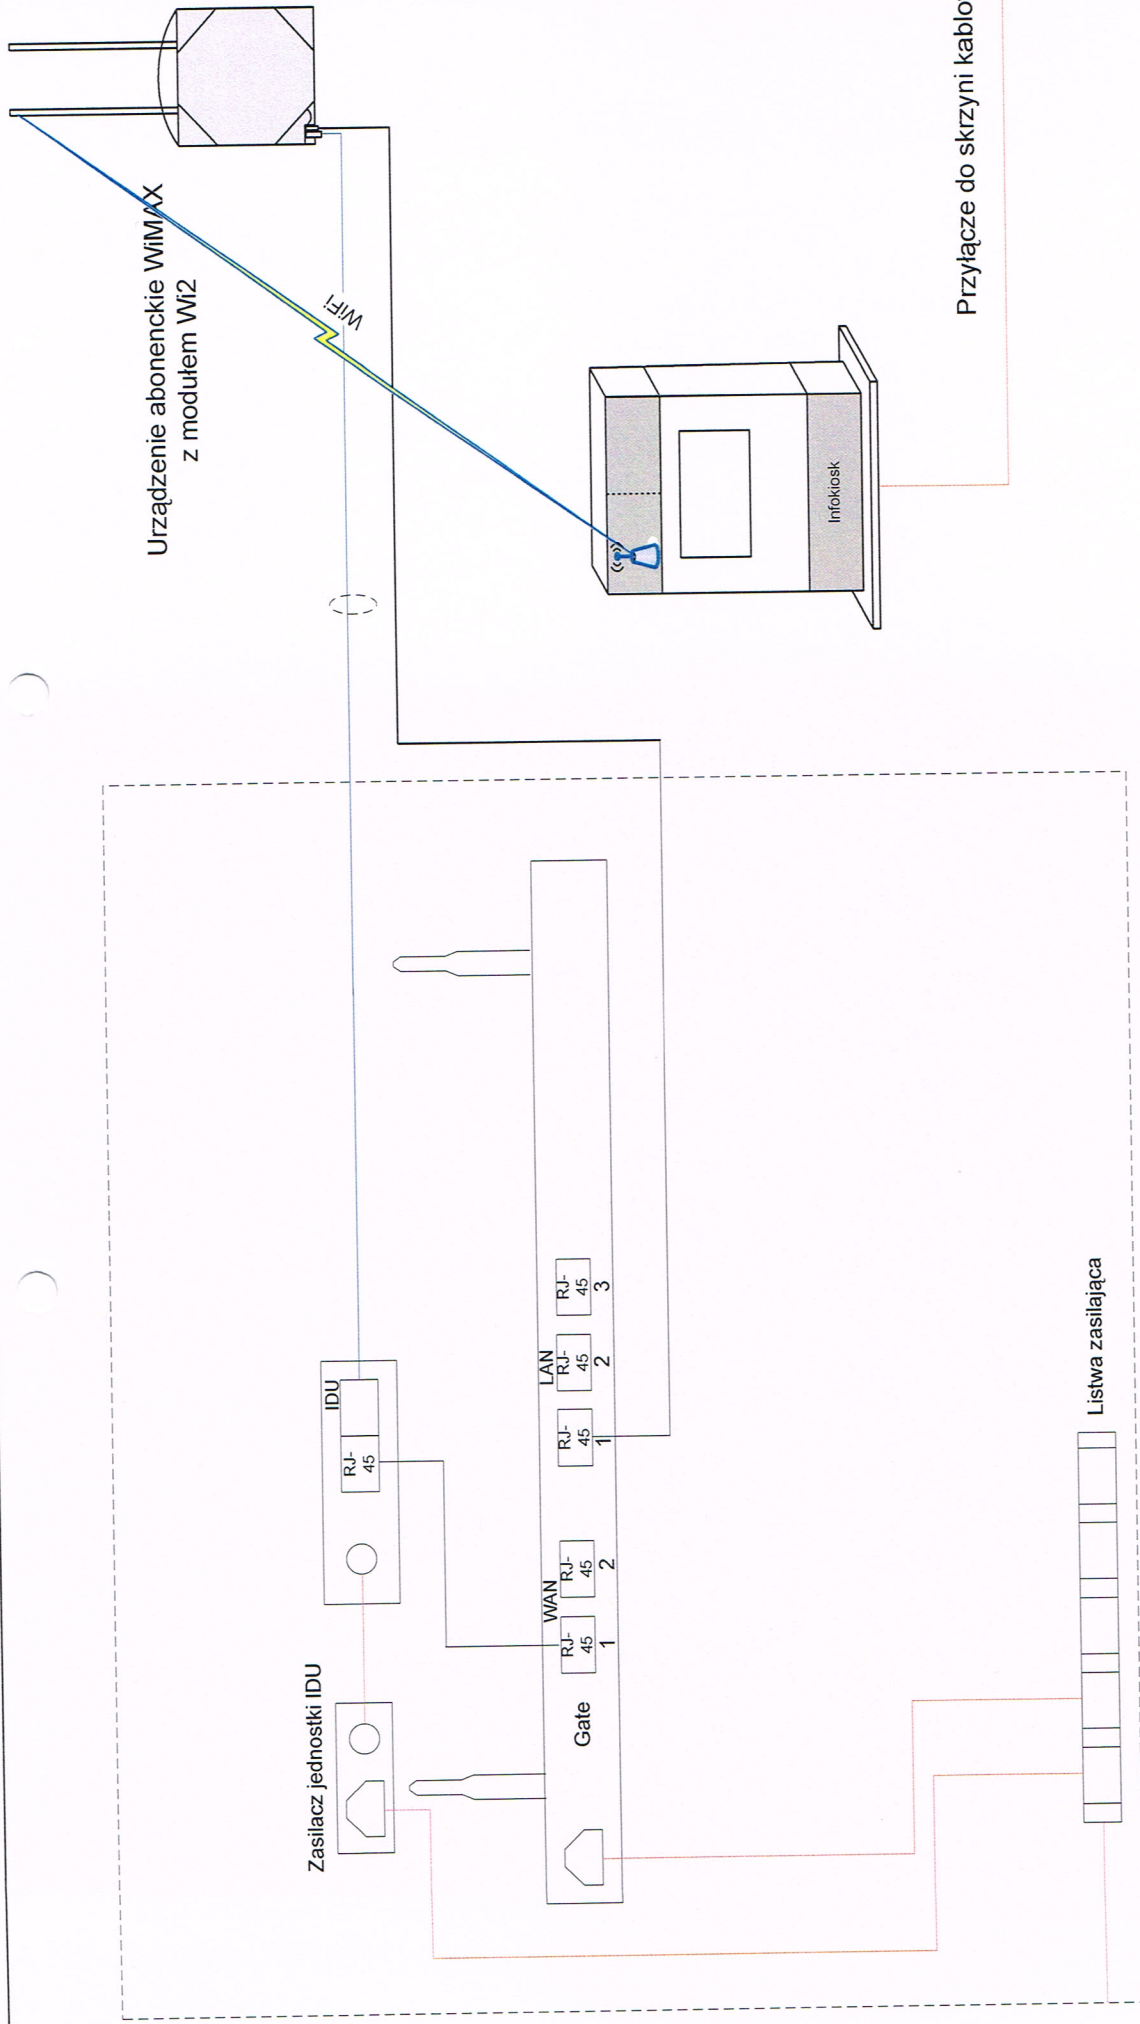 Urządzenie abonenckie WiMAX
z modułem Wi2
WiFi
Infokiosk
Przyłącze do skrzyni
IDU
RJ-
45
Zasilacz jednostki IDU
Gate
WAN
RJ-
45
1
RJ-
45
2
LAN
RJ-
45
1
RJ-
45
2
RJ-
45
3
Listwa zasilająca